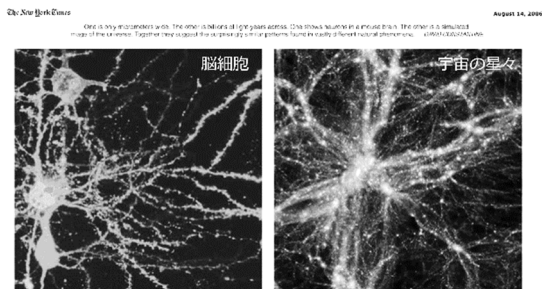 The New York Times
August 14, 2006
One is only micrometers wide. The other is billions of light-years across. One shows neurons in a mouse brain. The other is a simulated
image of the universe. Together they suggest the surprisingly similar patterns found in vastly different natural phenomena.
脳細胞
宇宙の星々